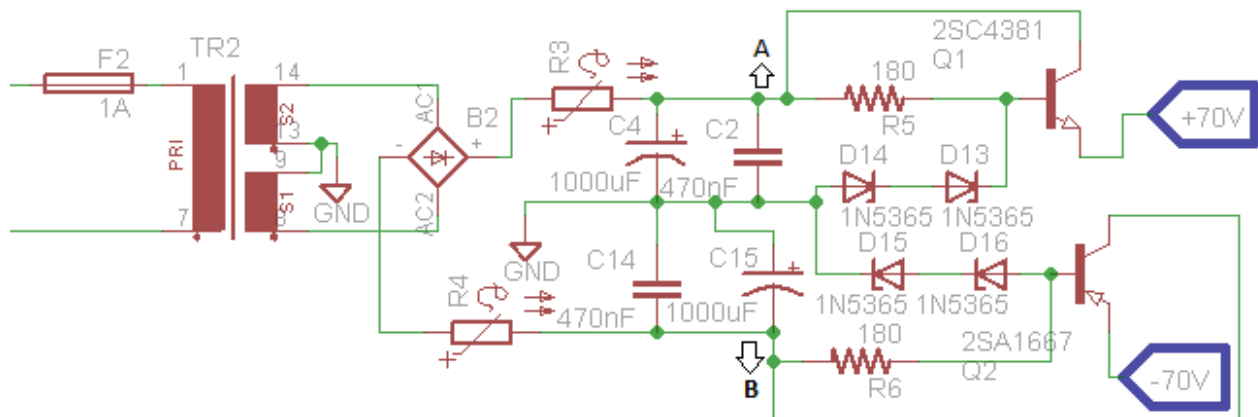 F2
1A
TR2
1
7
PRI
14
S2
13
9
S1
8
GND
AC1
AC2
B2
-
+
R3
+
R4
+
C4
+
1000uF
C2
470nF
A
GND
C14
470nF
C15
+
1000uF
B
180
R5
2SC4381
Q1
D14
D13
1N5365
1N5365
D15
D16
1N5365
1N5365
180
R6
2SA1667
Q2
+70V
-70V